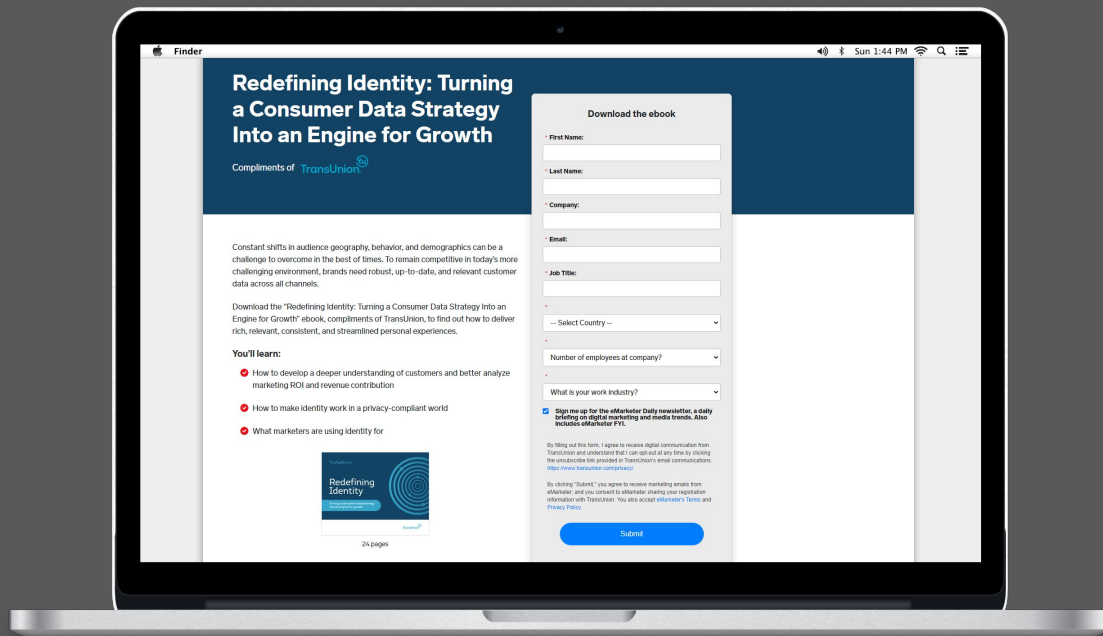 Finder
Sun 1:44 PM
Redefining Identity: Turning
a Consumer Data Strategy
Into an Engine for Growth
Compliments of TransUnion
Constant shifts in audience geography, behavior, and demographics can be a
challenge to overcome in the best of times. To remain competitive in today's more
challenging environment, brands need robust, up-to-date, and relevant customer
data across all channels.
Download the "Redefining Identity: Turning a Consumer Data Strategy Into an
Engine for Growth" ebook, compliments of TransUnion, to find out how to deliver
rich, relevant, consistent, and streamlined personal experiences.
You'll learn:
How to develop a deeper understanding of customers and better analyze
marketing ROI and revenue contribution
How to make identity work in a privacy-compliant world
What marketers are using identity for
Redefining
Identity
24 pages
Download the ebook
* First Name:
* Last Name:
* Company:
* Email:
* Job Title:
*
-- Select Country --
*
Number of employees at company?
*
What is your work industry?
Sign me up for the eMarketer Daily newsletter, a daily
briefing on digital marketing and media trends. Also
includes eMarketer FYI.
By filling out this form, I agree to receive digital communication from
TransUnion and understand that I can opt-out at any time by clicking
the unsubscribe link provided in TransUnion's email communications:
https://www.transunion.com/privacy/
By clicking "Submit," you agree to receive marketing emails from
eMarketer, and you consent to eMarketer sharing your registration
information with TransUnion. You also accept eMarketer's Terms and
Privacy Policy.
Submit